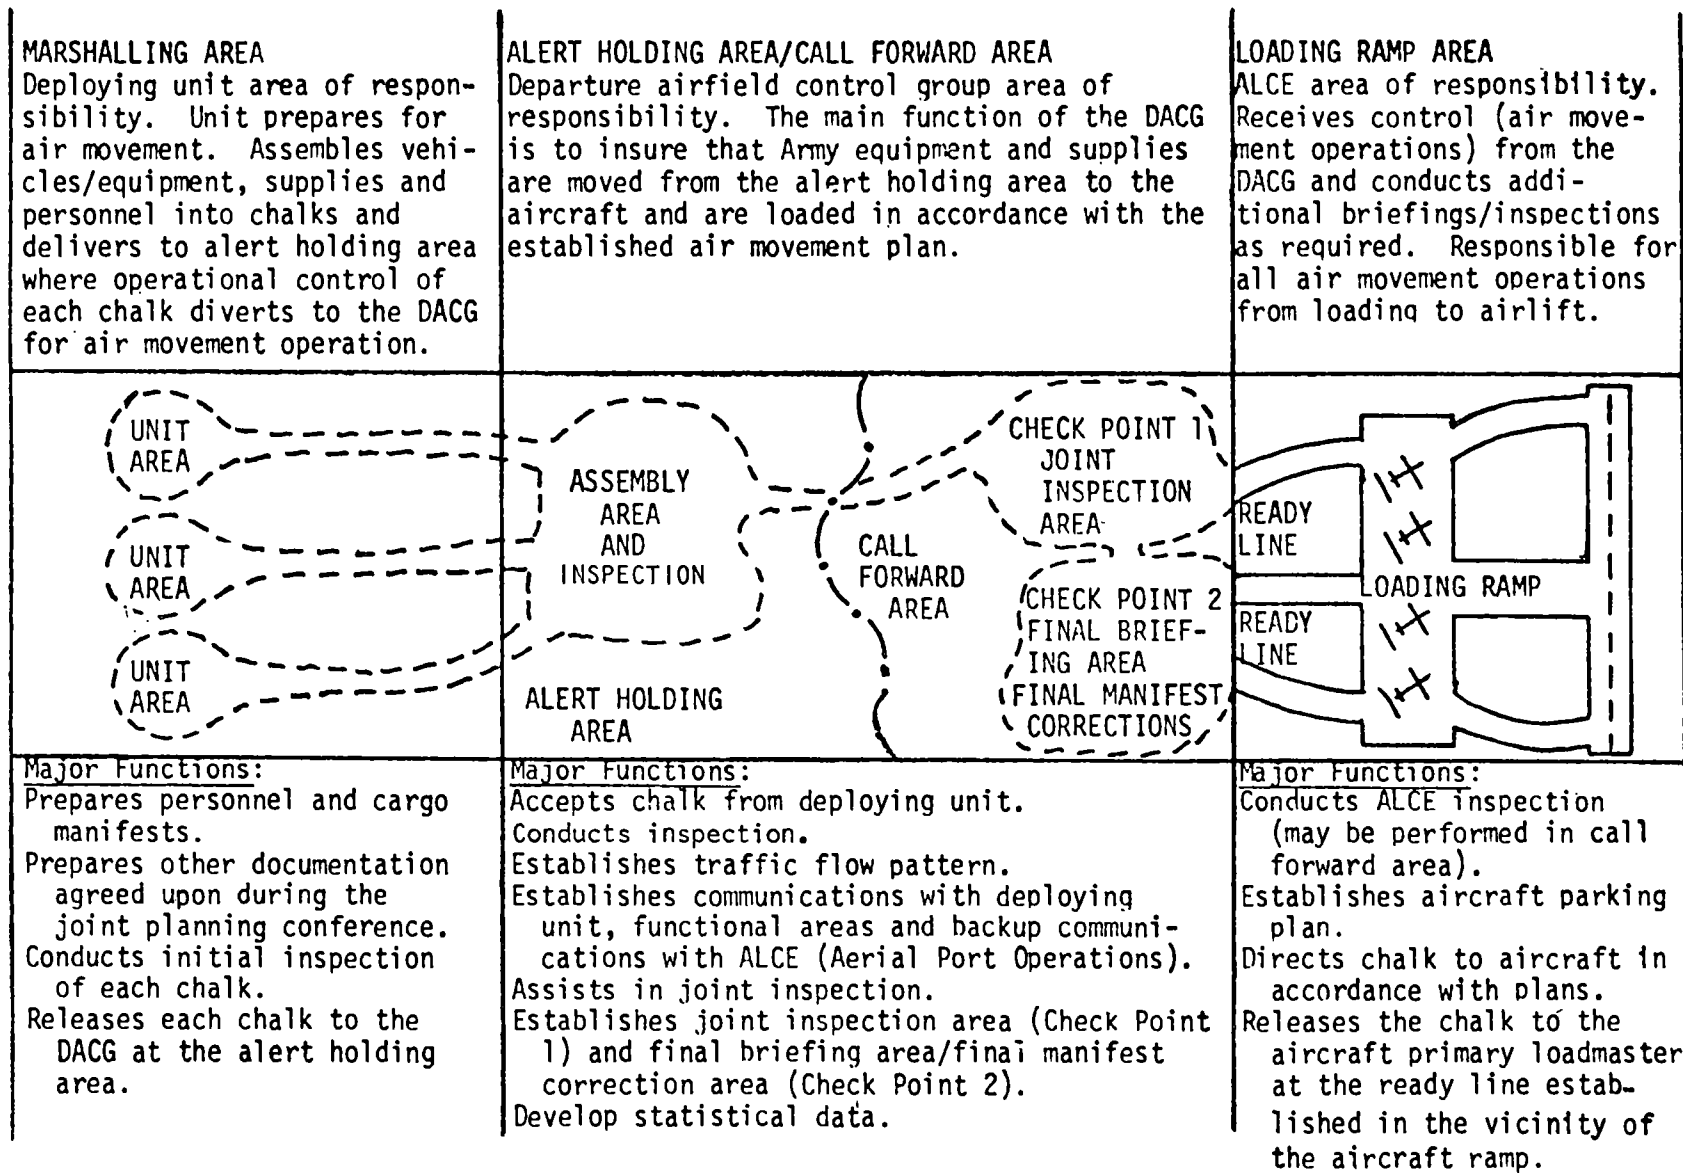 MARSHALLING AREA
Deploying unit area of respon-
sibility. Unit prepares for
air movement. Assembles vehi-
cles/equipment, supplies and
personnel into chalks and
delivers to alert holding area
where operational control of
each chalk diverts to the DACG
for air movement operation.
ALERT HOLDING AREA/CALL FORWARD AREA
Departure airfield control group area of
responsibility. The main function of the DACG
is to insure that Army equipment and supplies
are moved from the alert holding area to the
aircraft and are loaded in accordance with the
established air movement plan.
LOADING RAMP AREA
ALCE area of responsibility.
Receives control (air move-
ment operations) from the
DACG and conducts addi-
tional briefings/inspections
as required. Responsible for
all air movement operations
from loading to airlift.
UNIT
AREA
UNIT
AREA
UNIT
AREA
ASSEMBLY
AREA
AND
INSPECTION
ALERT HOLDING
AREA
CALL
FORWARD
AREA
CHECK POINT 1
JOINT
INSPECTION
AREA
CHECK POINT 2
FINAL BRIEF-
ING AREA
FINAL MANIFEST
CORRECTIONS
READY
LINE
READY
LINE
LOADING RAMP
Major Functions:
Prepares personnel and cargo
manifests.
Prepares other documentation
agreed upon during the
joint planning conference.
Conducts initial inspection
of each chalk.
Releases each chalk to the
DACG at the alert holding
area.
Major Functions:
Accepts chalk from deploying unit.
Conducts inspection.
Establishes traffic flow pattern.
Establishes communications with deploying
unit, functional areas and backup communi-
cations with ALCE (Aerial Port Operations).
Assists in joint inspection.
Establishes joint inspection area (Check Point
1) and final briefing area/final manifest
correction area (Check Point 2).
Develop statistical data.
Major Functions:
Conducts ALCE inspection
(may be performed in call
forward area).
Establishes aircraft parking
plan.
Directs chalk to aircraft in
accordance with plans.
Releases the chalk to the
aircraft primary loadmaster
at the ready line estab-
lished in the vicinity of
the aircraft ramp.